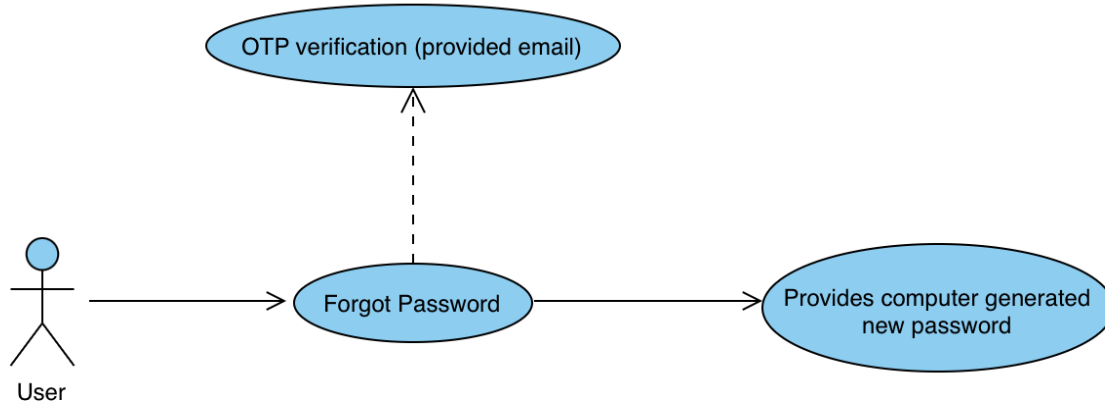 OTP verification (provided email)
Forgot Password
Provides computer generated
new password
User